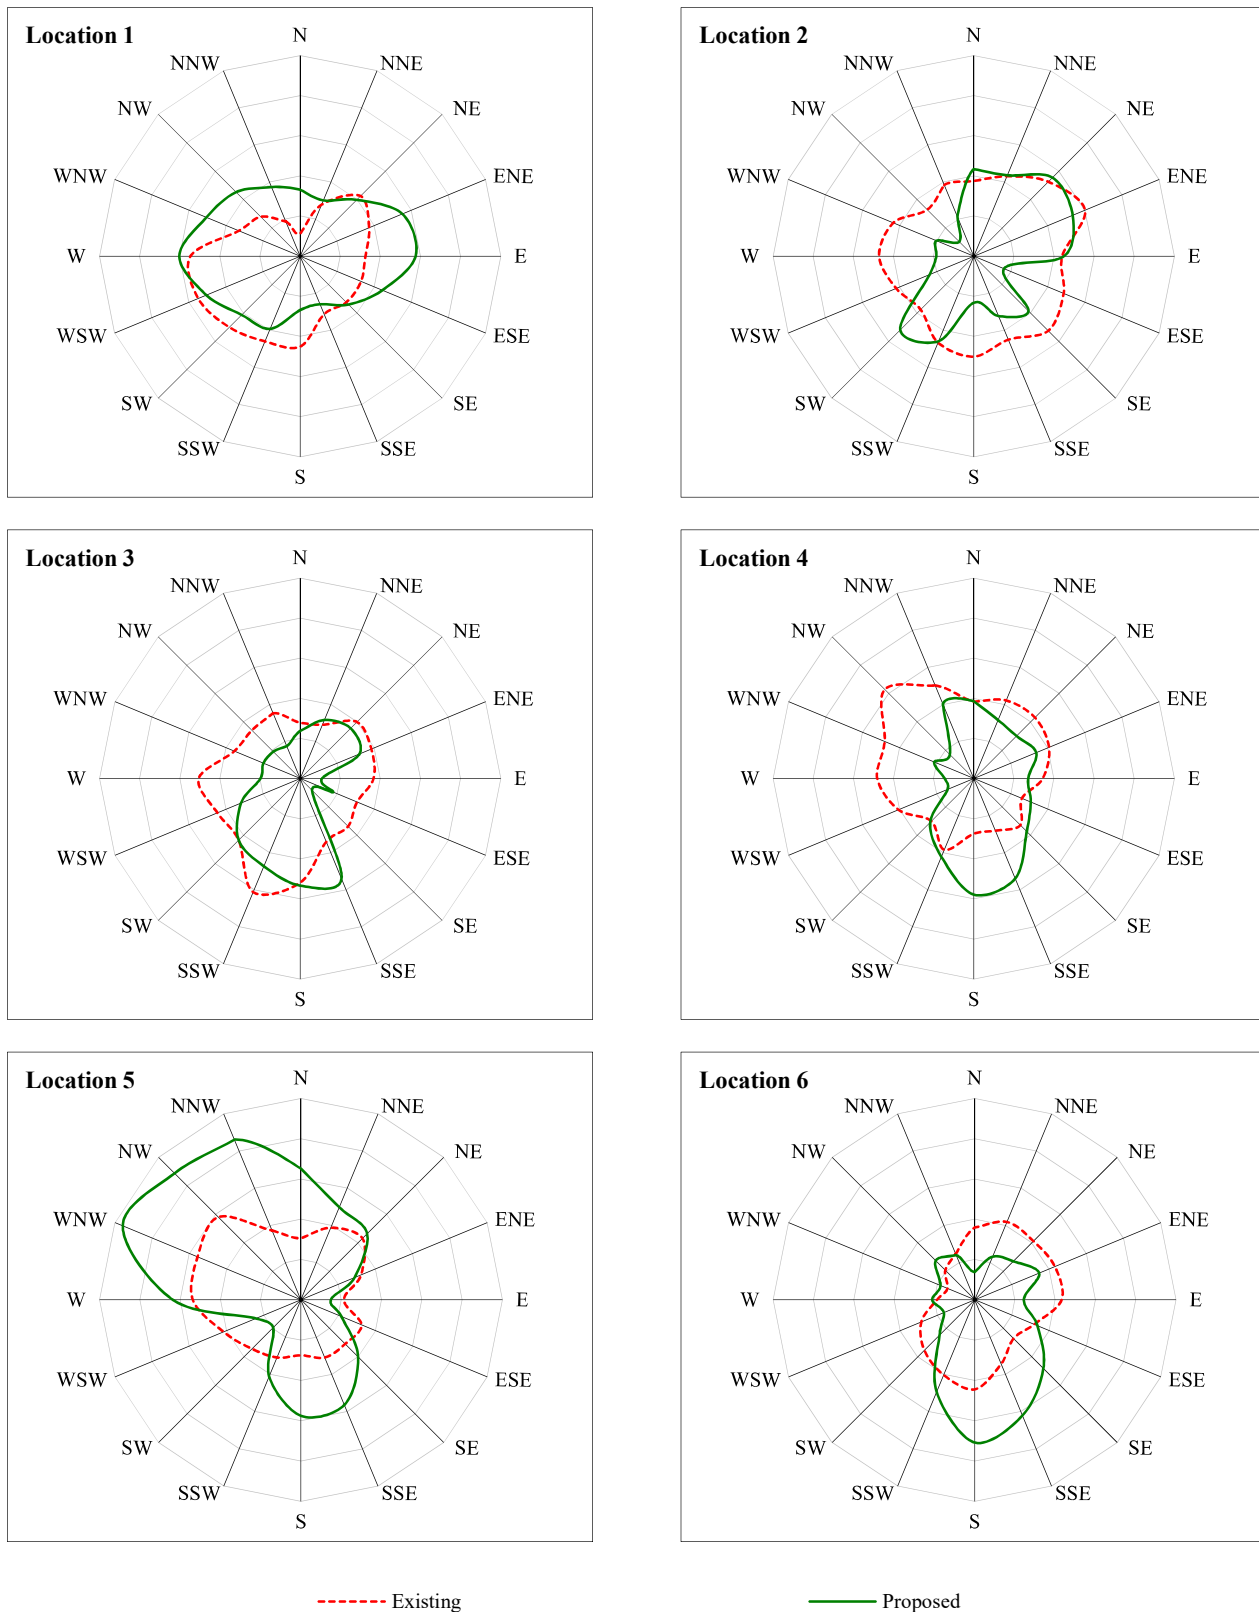 Location 1
N
NNW
NNE
NW
NE
WNW
ENE
W
E
WSW
ESE
SW
SE
SSW
SSE
S
Location 2
N
NNW
NNE
NW
NE
WNW
ENE
W
E
WSW
ESE
SW
SE
SSW
SSE
S
Location 3
N
NNW
NNE
NW
NE
WNW
ENE
W
E
WSW
ESE
SW
SE
SSW
SSE
S
Location 4
N
NNW
NNE
NW
NE
WNW
ENE
W
E
WSW
ESE
SW
SE
SSW
SSE
S
Location 5
N
NNW
NNE
NW
NE
WNW
ENE
W
E
WSW
ESE
SW
SE
SSW
SSE
S
Location 6
N
NNW
NNE
NW
NE
WNW
ENE
W
E
WSW
ESE
SW
SE
SSW
SSE
S
Existing
Proposed